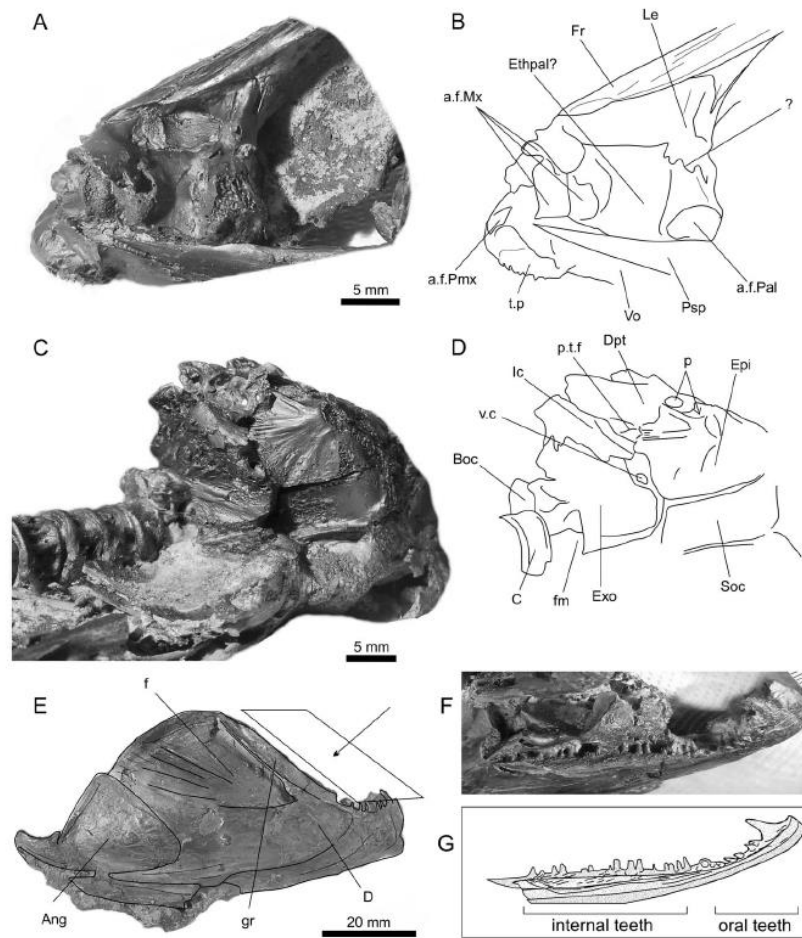 A
5 mm
B
Fr
Le
Ethpal?
a.f.Mx
?
a.f.Pmx
t.p
Vo
Psp
a.f.Pal
C
5 mm
D
Dpt
p.t.f
p
Epi
Ic
v.c
Boc
C
fm
Exo
Soc
E
f
Ang
gr
D
20 mm
F
G
internal teeth
oral teeth